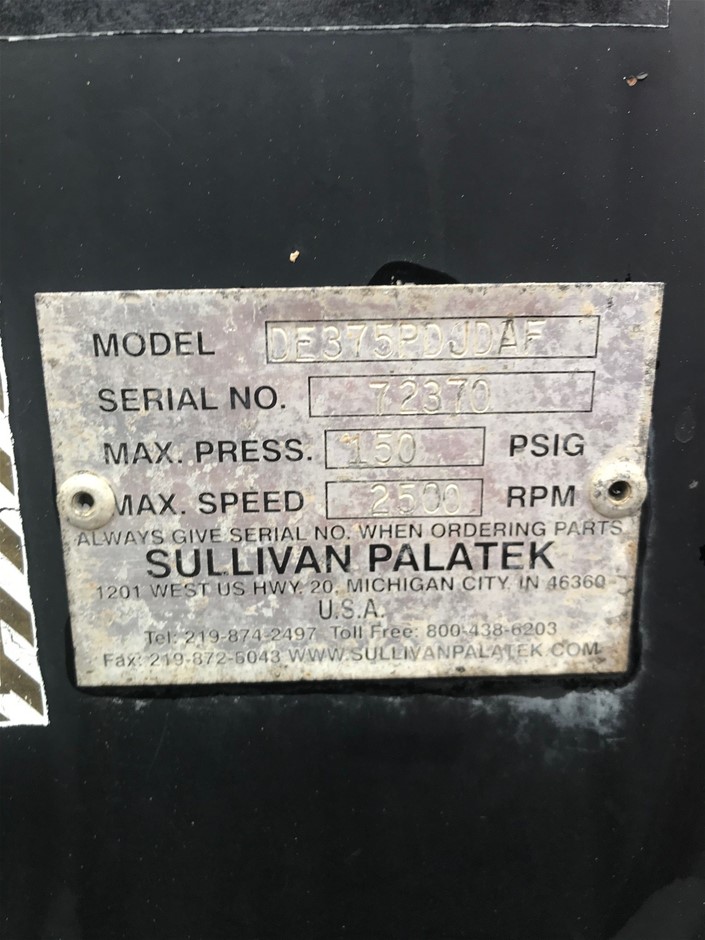 MODEL DE375PDJDAF
SERIAL NO. 72370
MAX. PRESS. 150 PSIG
MAX. SPEED 2500 RPM
ALWAYS GIVE SERIAL NO. WHEN ORDERING PARTS
SULLIVAN PALATEK
1201 WEST US HWY. 20, MICHIGAN CITY, IN 46360
U.S.A.
Tel: 219-874-2497 Toll Free: 800-438-6203
Fax: 219-872-5043 WWW.SULLIVANPALATEK.COM